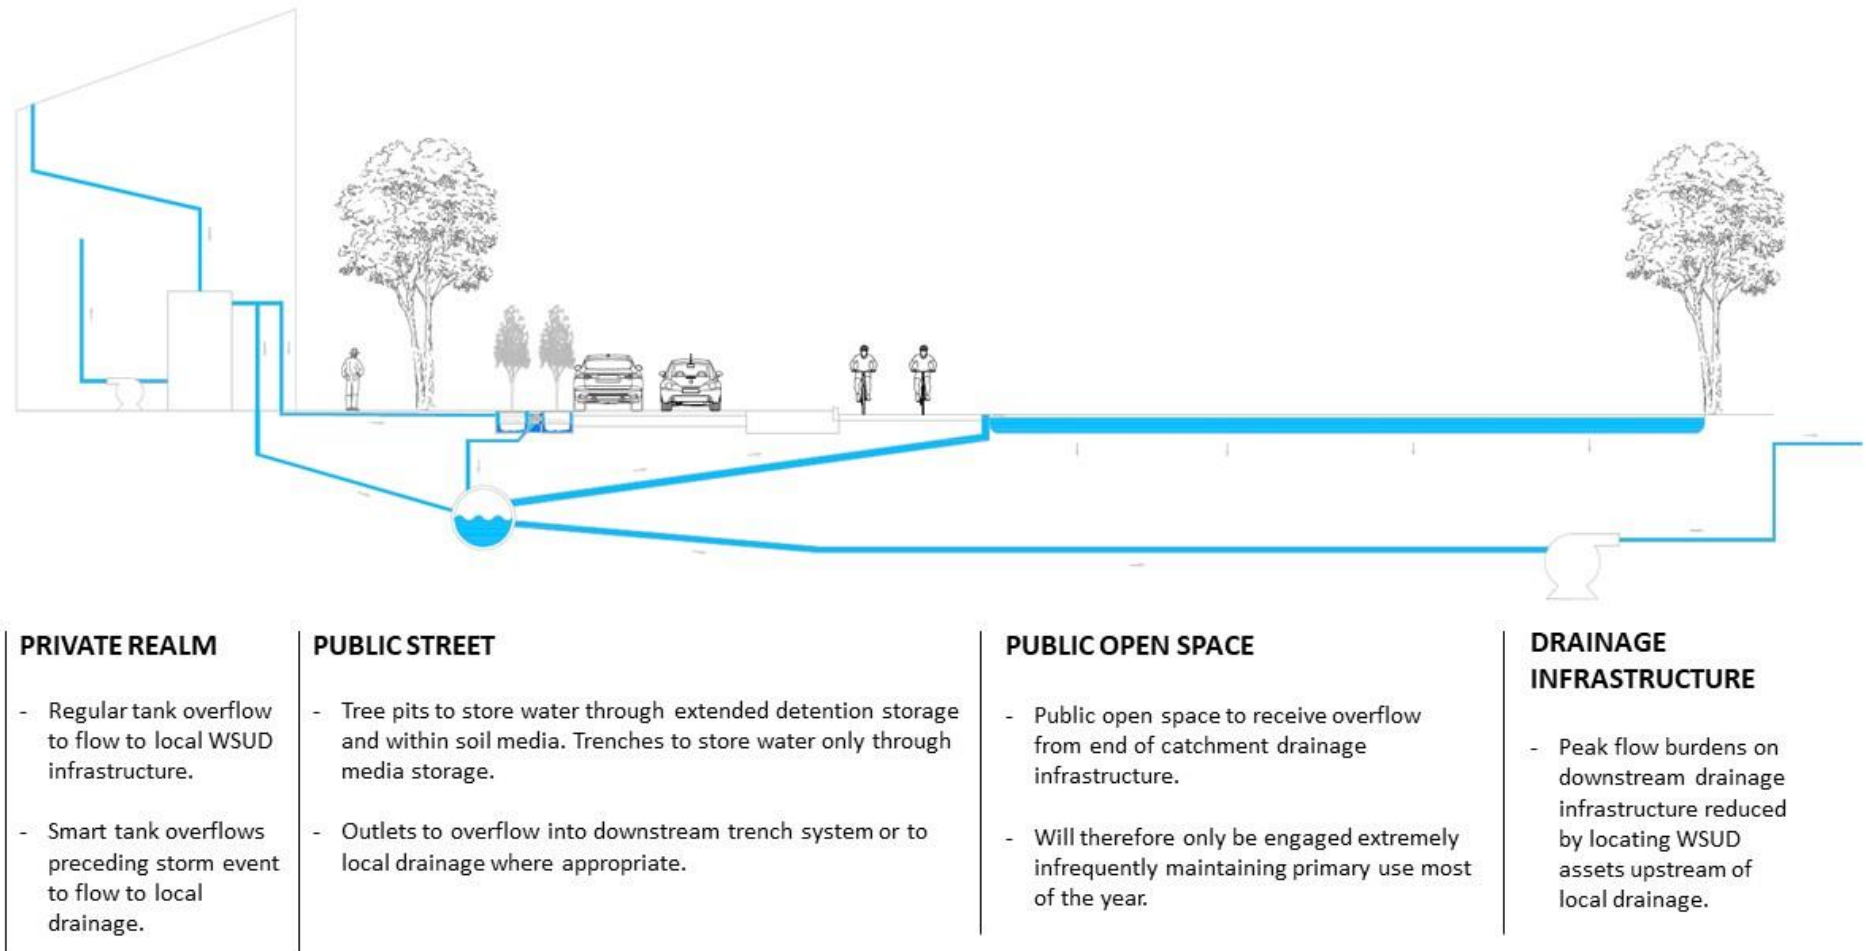 PRIVATE REALM
- Regular tank overflow
to flow to local WSUD
infrastructure.
- Smart tank overflows
preceding storm event
to flow to local
drainage.
PUBLIC STREET
- Tree pits to store water through extended detention storage
and within soil media. Trenches to store water only through
media storage.
- Outlets to overflow into downstream trench system or to
local drainage where appropriate.
PUBLIC OPEN SPACE
- Public open space to receive overflow
from end of catchment drainage
infrastructure.
- Will therefore only be engaged extremely
infrequently maintaining primary use most
of the year.
DRAINAGE
INFRASTRUCTURE
- Peak flow burdens on
downstream drainage
infrastructure reduced
by locating WSUD
assets upstream of
local drainage.